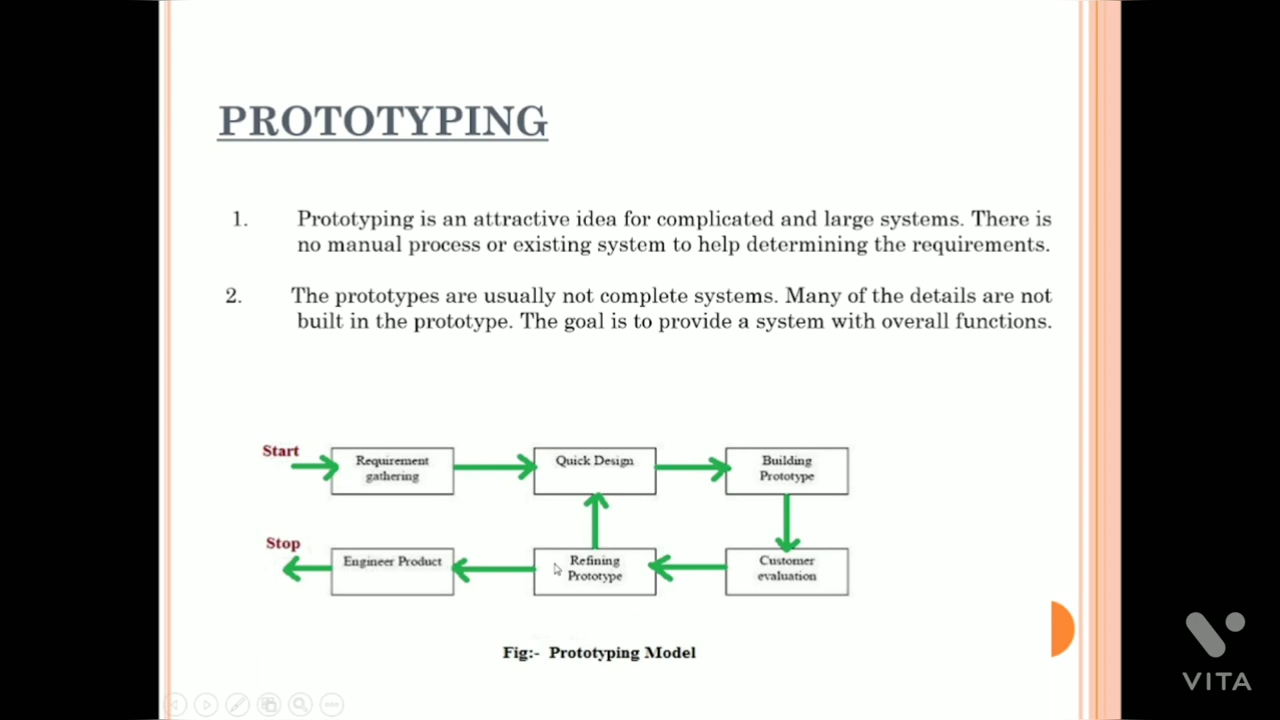 PROTOTYPING
1. Prototyping is an attractive idea for complicated and large systems. There is
no manual process or existing system to help determining the requirements.
2. The prototypes are usually not complete systems. Many of the details are not
built in the prototype. The goal is to provide a system with overall functions.
Start
Requirement
gathering
Quick Design
Building
Prototype
Stop
Engineer Product
Refining
Prototype
Customer
evaluation
Fig:- Prototyping Model
VITA